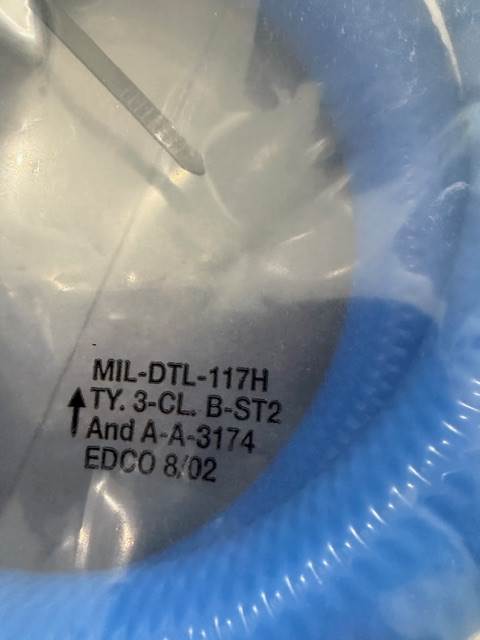 MIL-DTL-117H
TY. 3-CL. B-ST2
And A-A-3174
EDCO 8/02